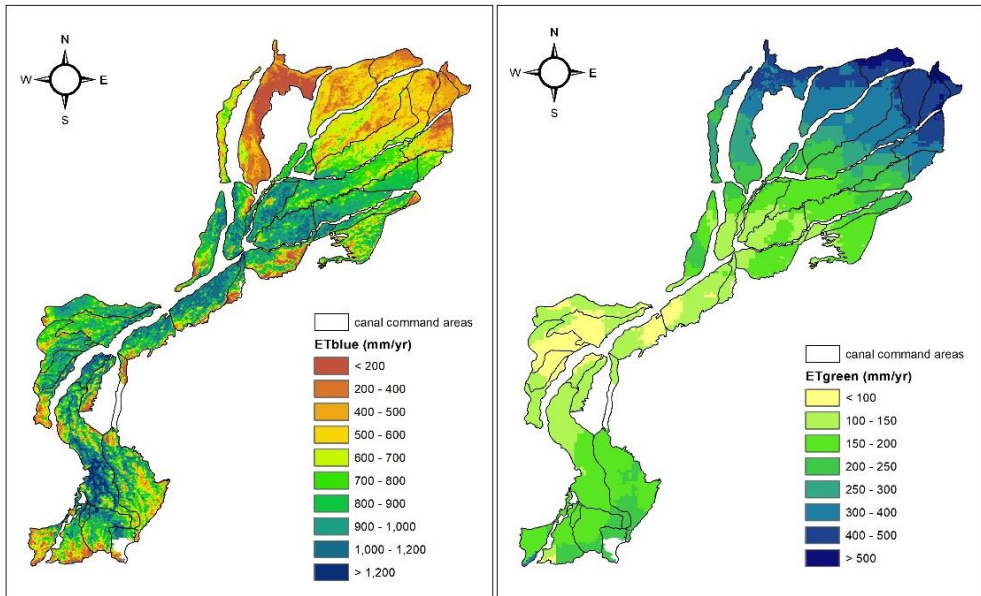 N
W E
S
canal command areas
ETblue (mm/yr)
< 200
200 - 400
400 - 500
500 - 600
600 - 700
700 - 800
800 - 900
900 - 1,000
1,000 - 1,200
> 1,200
N
W E
S
canal command areas
ETgreen (mm/yr)
< 100
100 - 150
150 - 200
200 - 250
250 - 300
300 - 400
400 - 500
> 500